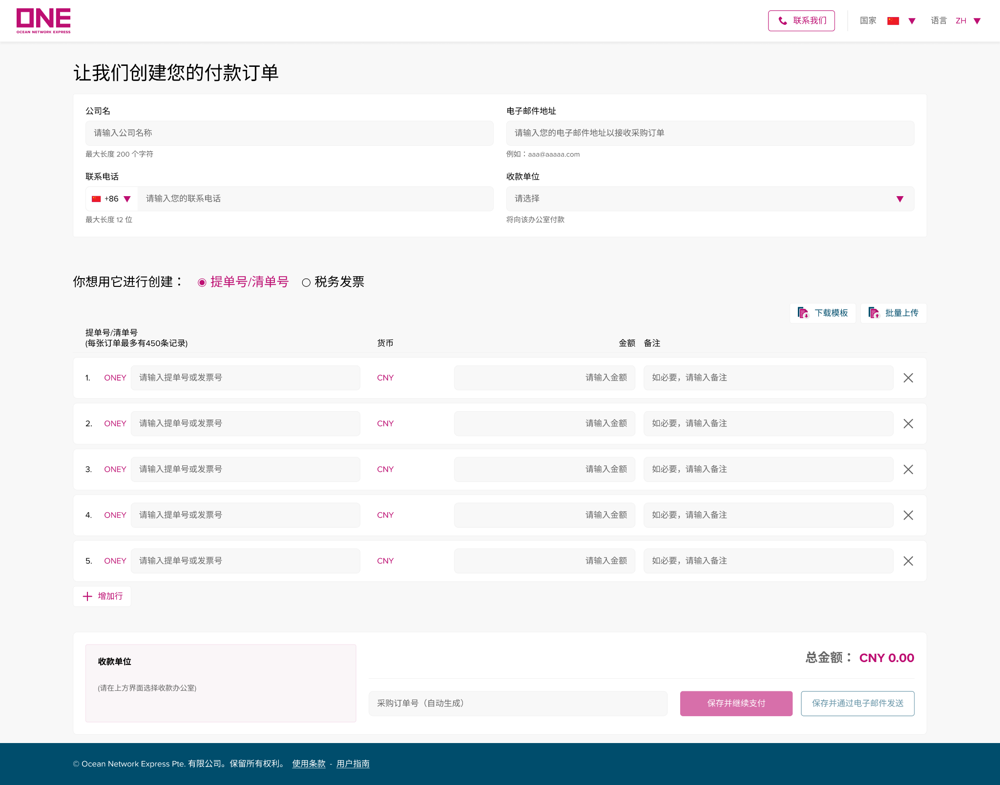 ONE
OCEAN NETWORK EXPRESS
联系我们
国家
语言 ZH
让我们创建您的付款订单
公司名
请输入公司名称
最大长度 200 个字符
电子邮件地址
请输入您的电子邮件地址以接收采购订单
例如：aaa@aaaaa.com
联系电话
+86 请输入您的联系电话
最大长度 12 位
收款单位
请选择
将向该办公室付款
你想用它进行创建： 提单号/清单号 税务发票
下载模板 批量上传
提单号/清单号
(每张订单最多有450条记录) 货币 金额 备注
1. ONEY 请输入提单号或发票号 CNY 请输入金额 如必要，请输入备注
2. ONEY 请输入提单号或发票号 CNY 请输入金额 如必要，请输入备注
3. ONEY 请输入提单号或发票号 CNY 请输入金额 如必要，请输入备注
4. ONEY 请输入提单号或发票号 CNY 请输入金额 如必要，请输入备注
5. ONEY 请输入提单号或发票号 CNY 请输入金额 如必要，请输入备注
增加行
收款单位
(请在上方界面选择收款办公室)
总金额： CNY 0.00
采购订单号（自动生成） 保存并继续支付 保存并通过电子邮件发送
© Ocean Network Express Pte. 有限公司。保留所有权利。 使用条款 - 用户指南